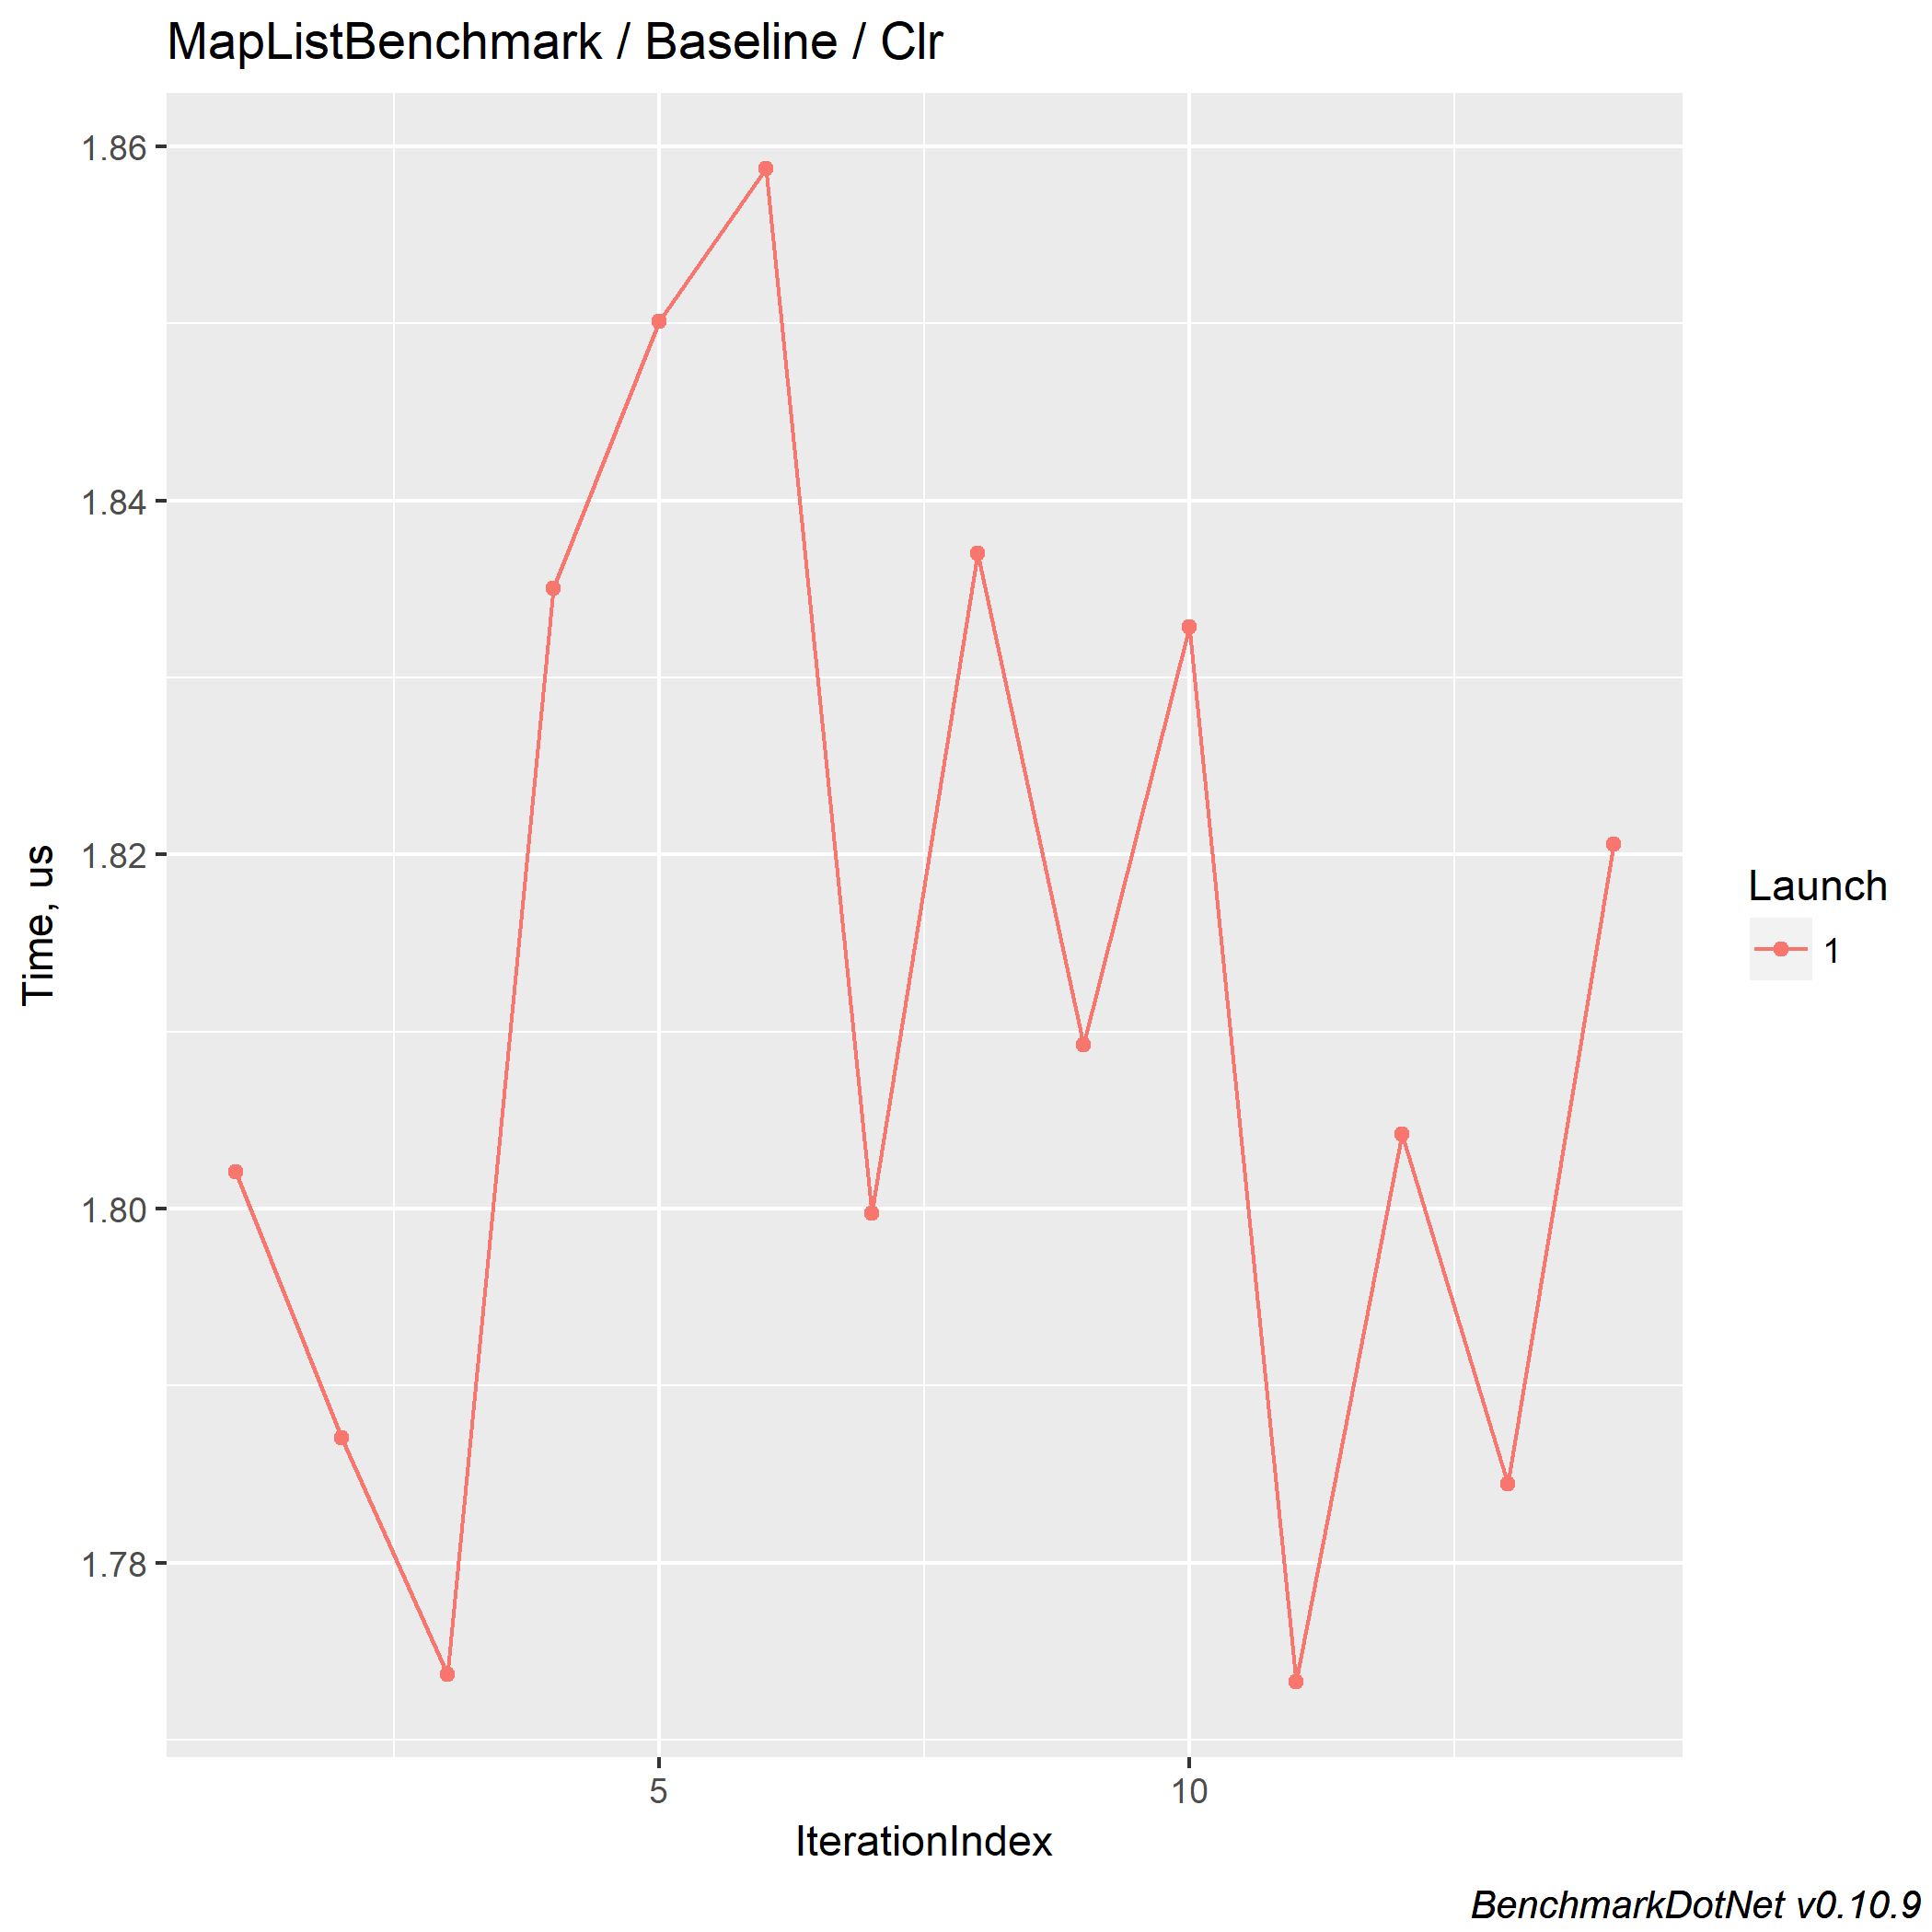 MapListBenchmark / Baseline / Clr
1.86
1.84
1.82
1.80
1.78
Time, us
5
10
IterationIndex
Launch
1
BenchmarkDotNet v0.10.9